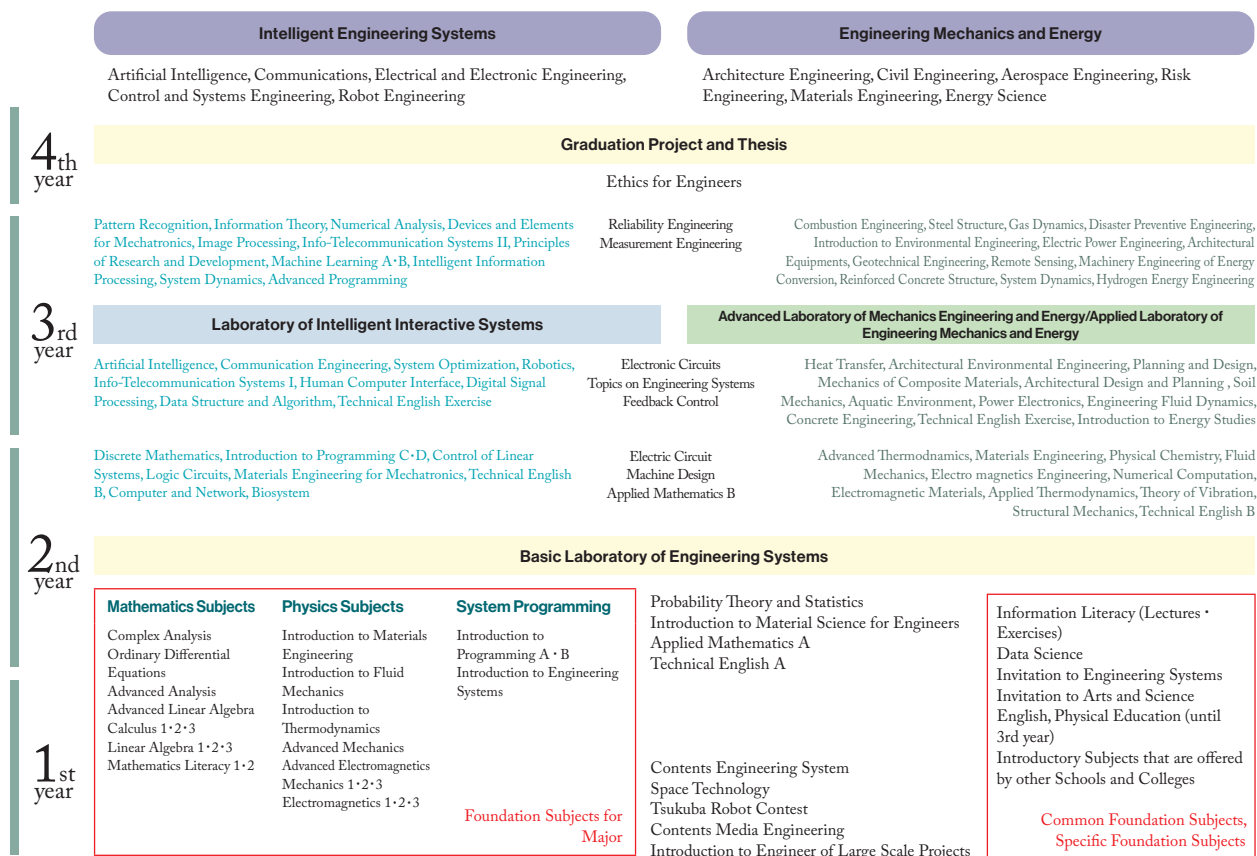 Intelligent Engineering Systems
Engineering Mechanics and Energy
Artificial Intelligence, Communications, Electrical and Electronic Engineering,
Control and Systems Engineering, Robot Engineering
Architecture Engineering, Civil Engineering, Aerospace Engineering, Risk
Engineering, Materials Engineering, Energy Science
4th
year
Graduation Project and Thesis
Ethics for Engineers
Pattern Recognition, Information Theory, Numerical Analysis, Devices and Elements
for Mechatronics, Image Processing, Info-Telecommunication Systems II, Principles
of Research and Development, Machine Learning A・B, Intelligent Information
Processing, System Dynamics, Advanced Programming
Reliability Engineering
Measurement Engineering
Combustion Engineering, Steel Structure, Gas Dynamics, Disaster Preventive Engineering,
Introduction to Environmental Engineering, Electric Power Engineering, Architectural
Equipments, Geotechnical Engineering, Remote Sensing, Machinery Engineering of Energy
Conversion, Reinforced Concrete Structure, System Dynamics, Hydrogen Energy Engineering
3rd
year
Laboratory of Intelligent Interactive Systems
Advanced Laboratory of Mechanics Engineering and Energy/Applied Laboratory of
Engineering Mechanics and Energy
Artificial Intelligence, Communication Engineering, System Optimization, Robotics,
Info-Telecommunication Systems I, Human Computer Interface, Digital Signal
Processing, Data Structure and Algorithm, Technical English Exercise
Electronic Circuits
Topics on Engineering Systems
Feedback Control
Heat Transfer, Architectural Environmental Engineering, Planning and Design,
Mechanics of Composite Materials, Architectural Design and Planning , Soil
Mechanics, Aquatic Environment, Power Electronics, Engineering Fluid Dynamics,
Concrete Engineering, Technical English Exercise, Introduction to Energy Studies
Discrete Mathematics, Introduction to Programming C・D, Control of Linear
Systems, Logic Circuits, Materials Engineering for Mechatronics, Technical English
B, Computer and Network, Biosystem
Electric Circuit
Machine Design
Applied Mathematics B
Advanced Thermodnamics, Materials Engineering, Physical Chemistry, Fluid
Mechanics, Electro magnetics Engineering, Numerical Computation,
Electromagnetic Materials, Applied Thermodynamics, Theory of Vibration,
Structural Mechanics, Technical English B
2nd
year
Basic Laboratory of Engineering Systems
Mathematics Subjects
Complex Analysis
Ordinary Differential
Equations
Advanced Analysis
Advanced Linear Algebra
Calculus 1・2・3
Linear Algebra 1・2・3
Mathematics Literacy 1・2
Physics Subjects
Introduction to Materials
Engineering
Introduction to Fluid
Mechanics
Introduction to
Thermodynamics
Advanced Mechanics
Advanced Electromagnetics
Mechanics 1・2・3
Electromagnetics 1・2・3
System Programming
Introduction to
Programming A・B
Introduction to Engineering
Systems
Foundation Subjects for
Major
Probability Theory and Statistics
Introduction to Material Science for Engineers
Applied Mathematics A
Technical English A
Contents Engineering System
Space Technology
Tsukuba Robot Contest
Contents Media Engineering
Introduction to Engineer of Large Scale Projects
Information Literacy (Lectures・
Exercises)
Data Science
Invitation to Engineering Systems
Invitation to Arts and Science
English, Physical Education (until
3rd year)
Introductory Subjects that are offered
by other Schools and Colleges
Common Foundation Subjects,
Specific Foundation Subjects
1st
year